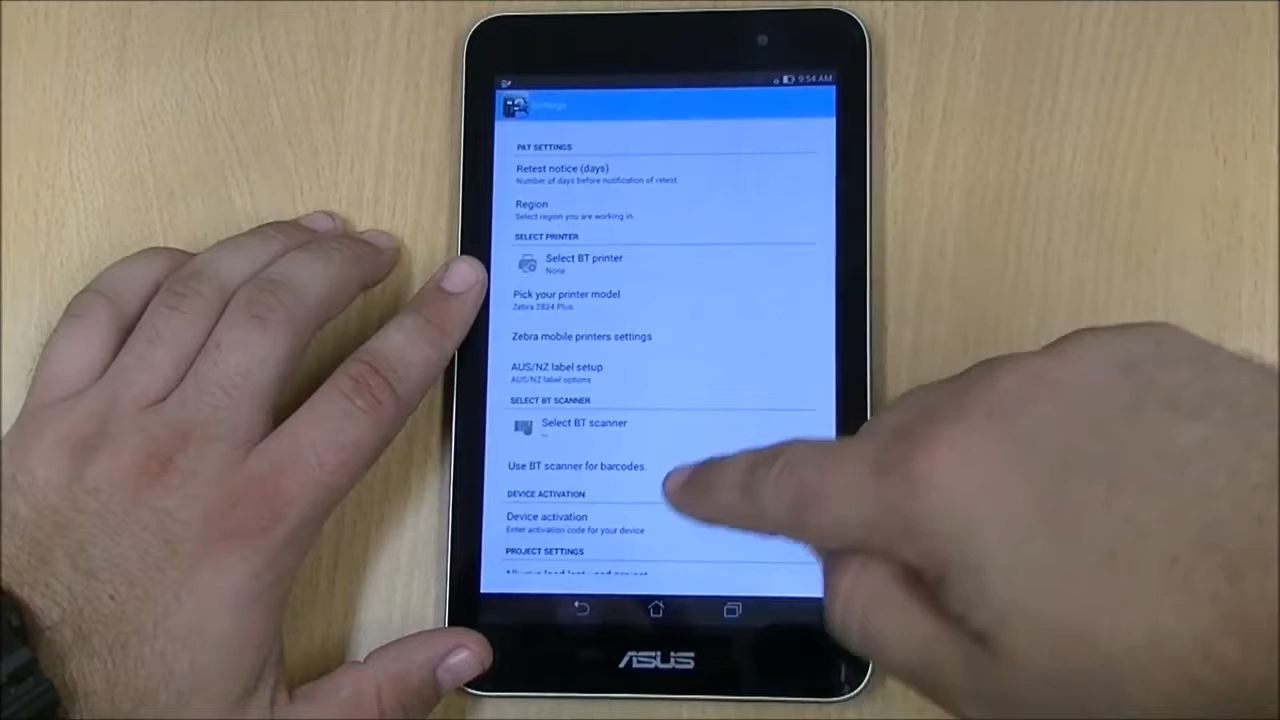 9:54 AM
Settings
PAT SETTINGS
Retest notice (days)
Number of days before notification of retest.
Region
Select region you are working in.
SELECT PRINTER
Select BT printer
None
Pick your printer model
Zebra 2824 Plus
Zebra mobile printers settings
AUS/NZ label setup
AUS/NZ label options
SELECT BT SCANNER
Select BT scanner
Use BT scanner for barcodes.
DEVICE ACTIVATION
Device activation
Enter activation code for your device
PROJECT SETTINGS
ASUS